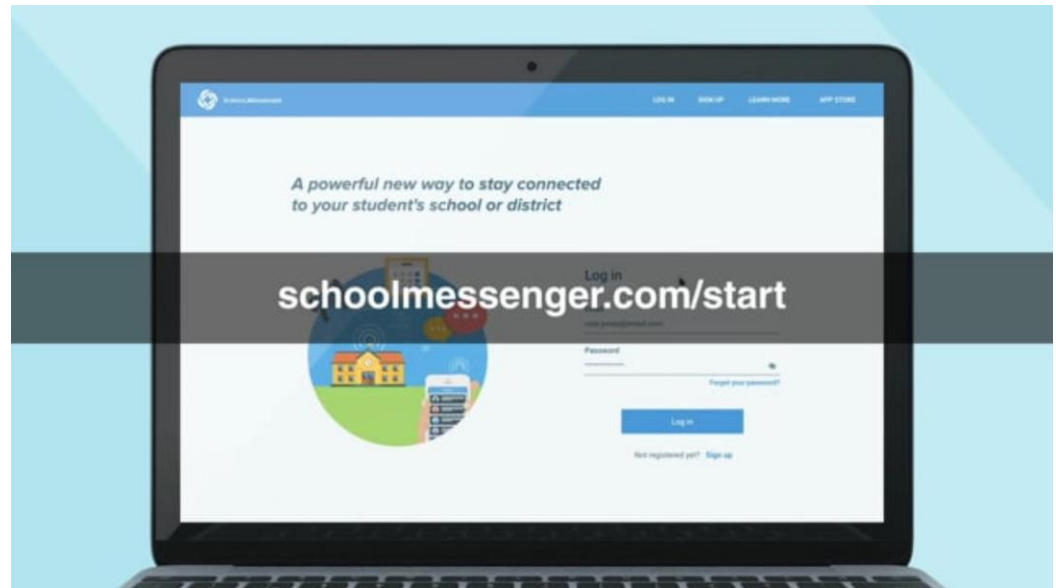 SCHOOLMESSENGER
LOG IN SIGN UP LEARN MORE APP STORE
A powerful new way to stay connected
to your student's school or district
Log in
schoolmessenger.com/start
Password
Forgot your password?
Log in
Not registered yet? Sign up